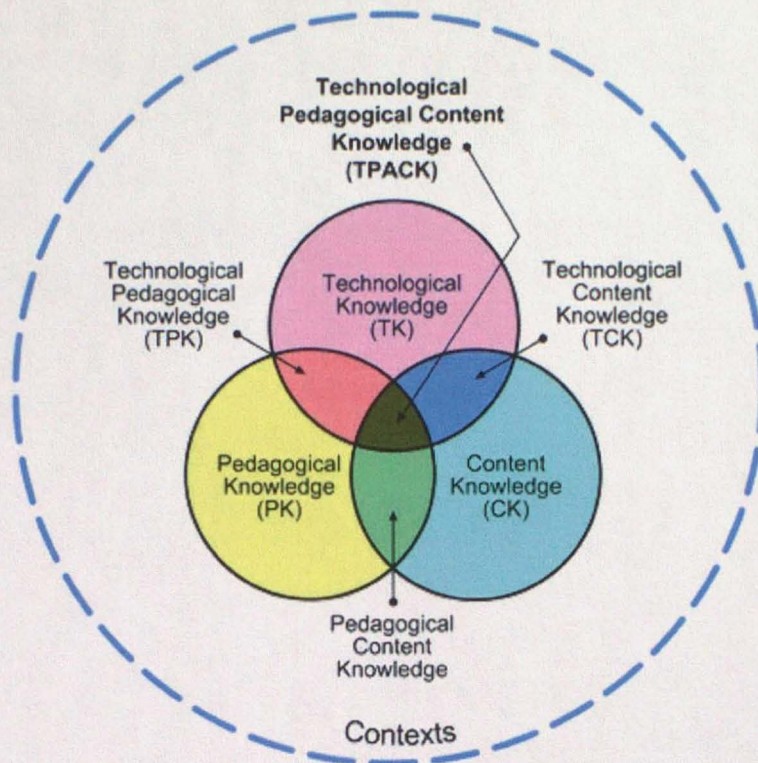 Technological
Pedagogical Content
Knowledge
(TPACK)
Technological
Pedagogical
Knowledge
(TPK)
Technological
Knowledge
(TK)
Technological
Content
Knowledge
(TCK)
Pedagogical
Knowledge
(PK)
Content
Knowledge
(CK)
Pedagogical
Content
Knowledge
Contexts